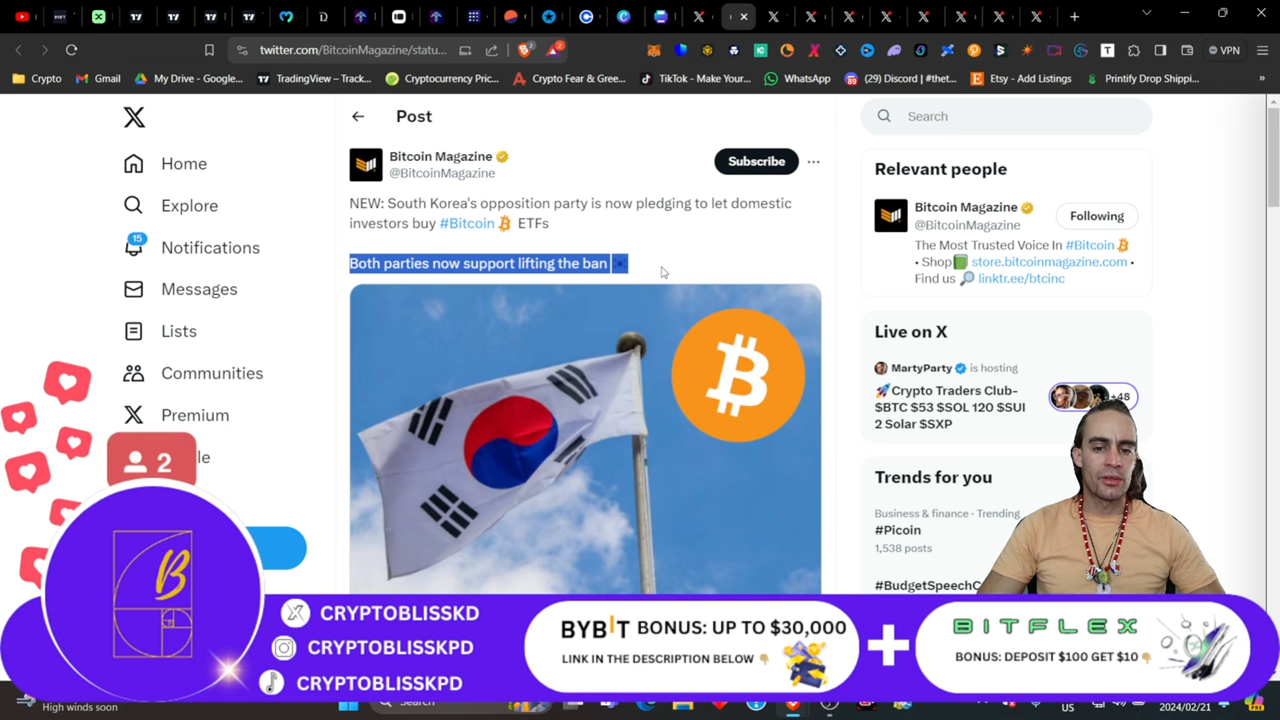 twitter.com/BitcoinMagazine/statu...
VPN
Crypto
Gmail
My Drive - Google...
TradingView – Track...
Cryptocurrency Pric...
Crypto Fear & Gree...
TikTok - Make Your...
WhatsApp
(29) Discord | #thet...
Etsy - Add Listings
Printify Drop Shippi...
»
Home
Explore
15
Notifications
Messages
Lists
Communities
Premium
le
Post
Bitcoin Magazine
@BitcoinMagazine
Subscribe
NEW: South Korea's opposition party is now pledging to let domestic
investors buy #Bitcoin ETFs
Both parties now support lifting the ban
Search
Relevant people
Bitcoin Magazine
@BitcoinMagazine
Following
The Most Trusted Voice In #Bitcoin
• Shop store.bitcoinmagazine.com •
Find us linktr.ee/btcinc
Live on X
MartyParty is hosting
Crypto Traders Club-
$BTC $53 $SOL 120 $SUI
2 Solar $SXP
+48
Trends for you
Business & finance · Trending
#Picoin
1,538 posts
#BudgetSpeech
2
B
CRYPTOBLISSKD
CRYPTOBLISSKPD
CRYPTOBLISSKPD
BYBIT BONUS: UP TO $30,000
LINK IN THE DESCRIPTION BELOW
BITFLEX
BONUS: DEPOSIT $100 GET $10
High winds soon
Search
US
2024/02/21